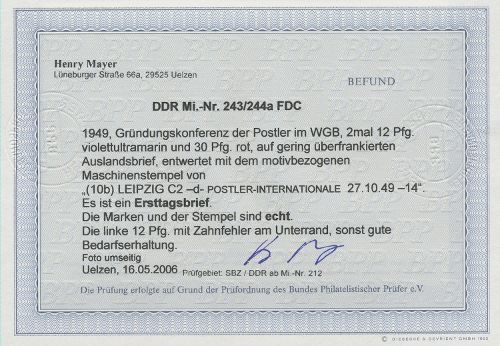 Henry Mayer
Lüneburger Straße 66a, 29525 Uelzen
BEFUND
DDR Mi.-Nr. 243/244a FDC
1949, Gründungskonferenz der Postler im WGB, 2mal 12 Pfg.
violettultramarin und 30 Pfg. rot, auf gering überfrankierten
Auslandsbrief, entwertet mit dem motivbezogenen
Maschinenstempel von
„(10b) LEIPZIG C2 –d- POSTLER-INTERNATIONALE 27.10.49 –14“.
Es ist ein Ersttagsbrief.
Die Marken und der Stempel sind echt.
Die linke 12 Pfg. mit Zahnfehler am Unterrand, sonst gute
Bedarfserhaltung.
Foto umseitig
Uelzen, 16.05.2006 Prüfgebiet: SBZ / DDR ab Mi.-Nr. 212
Die Prüfung erfolgte auf Grund der Prüfordnung des Bundes Philatelistischer Prüfer e.V.
© GIESECKE & DEVRIENT GMBH